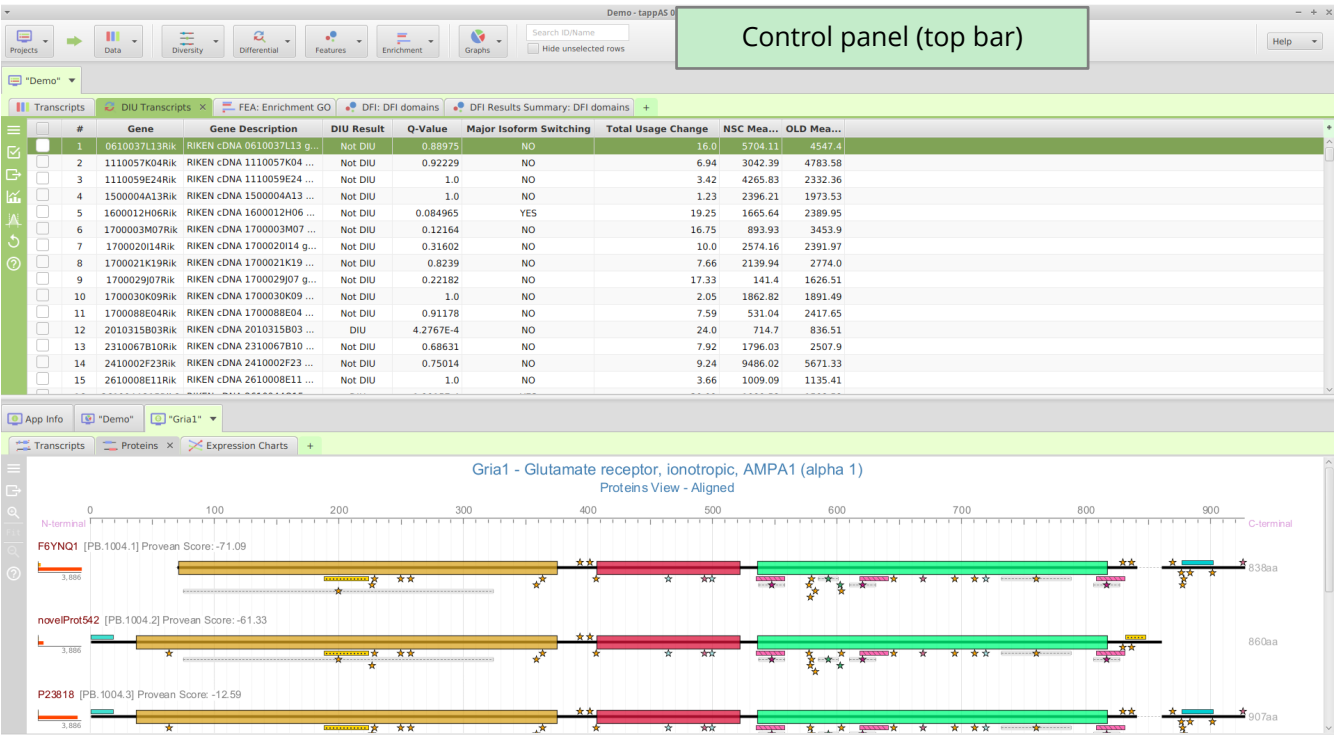 Demo - tappAS 0
Control panel (top bar)
Projects
Data
Diversity
Differential
Features
Enrichment
Graphs
Search ID/Name
Hide unselected rows
Help
"Demo"
Transcripts DIU Transcripts × FEA: Enrichment GO DFI: DFI domains DFI Results Summary: DFI domains +
# Gene Gene Description DIU Result Q-Value Major Isoform Switching Total Usage Change NSC Mea... OLD Mea...
1 0610037L13Rik RIKEN cDNA 0610037L13 g... Not DIU 0.88975 NO 16.0 5704.11 4547.4
2 1110057K04Rik RIKEN cDNA 1110057K04 ... Not DIU 0.92229 NO 6.94 3042.39 4783.58
3 1110059E24Rik RIKEN cDNA 1110059E24 ... Not DIU 1.0 NO 3.42 4265.83 2332.36
4 1500004A13Rik RIKEN cDNA 1500004A13 ... Not DIU 1.0 NO 1.23 2396.21 1973.53
5 1600012H06Rik RIKEN cDNA 1600012H06 ... Not DIU 0.084965 YES 19.25 1665.64 2389.95
6 1700003M07Rik RIKEN cDNA 1700003M07 ... Not DIU 0.12164 NO 16.75 893.93 3453.9
7 1700020I14Rik RIKEN cDNA 1700020I14 g... Not DIU 0.31602 NO 10.0 2574.16 2391.97
8 1700021K19Rik RIKEN cDNA 1700021K19 ... Not DIU 0.8239 NO 7.66 2139.94 2774.0
9 1700029J07Rik RIKEN cDNA 1700029J07 g... Not DIU 0.22182 NO 17.33 141.4 1626.51
10 1700030K09Rik RIKEN cDNA 1700030K09 ... Not DIU 1.0 NO 2.05 1862.82 1891.49
11 1700088E04Rik RIKEN cDNA 1700088E04 ... Not DIU 0.91178 NO 7.59 531.04 2417.65
12 2010315B03Rik RIKEN cDNA 2010315B03 ... DIU 4.2767E-4 NO 24.0 714.7 836.51
13 2310067B10Rik RIKEN cDNA 2310067B10 ... Not DIU 0.68631 NO 7.92 1796.03 2507.9
14 2410002F23Rik RIKEN cDNA 2410002F23 ... Not DIU 0.75014 NO 9.24 9486.02 5671.33
15 2610008E11Rik RIKEN cDNA 2610008E11 ... Not DIU 1.0 NO 3.66 1009.09 1135.41
App Info "Demo" "Gria1"
Transcripts Proteins × Expression Charts +
Gria1 - Glutamate receptor, ionotropic, AMPA1 (alpha 1)
Proteins View - Aligned
0 100 200 300 400 500 600 700 800 900
N-terminal C-terminal
F6YNQ1 [PB.1004.1] Provean Score: -71.09
3,886
838aa
novelProt542 [PB.1004.2] Provean Score: -61.33
3,886
860aa
P23818 [PB.1004.3] Provean Score: -12.59
3,886
907aa